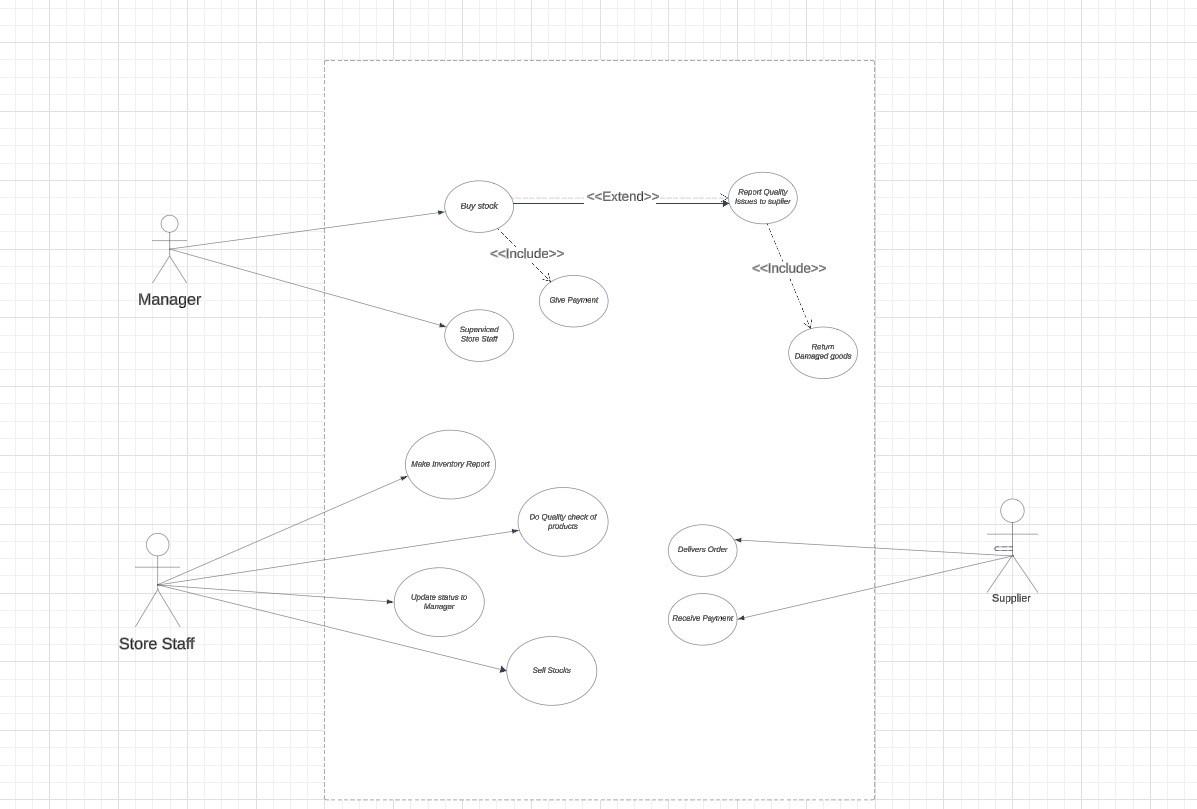 Buy stock
<<Extend>>
Report Quality
Issues to suplier
<<Include>>
Manager
Give Payment
<<Include>>
Superviced
Store Staff
Return
Damaged goods
Make Inventory Report
Do Quality check of
products
Delivers Order
Update status to
Manager
Supplier
Receive Payment
Store Staff
Sell Stocks